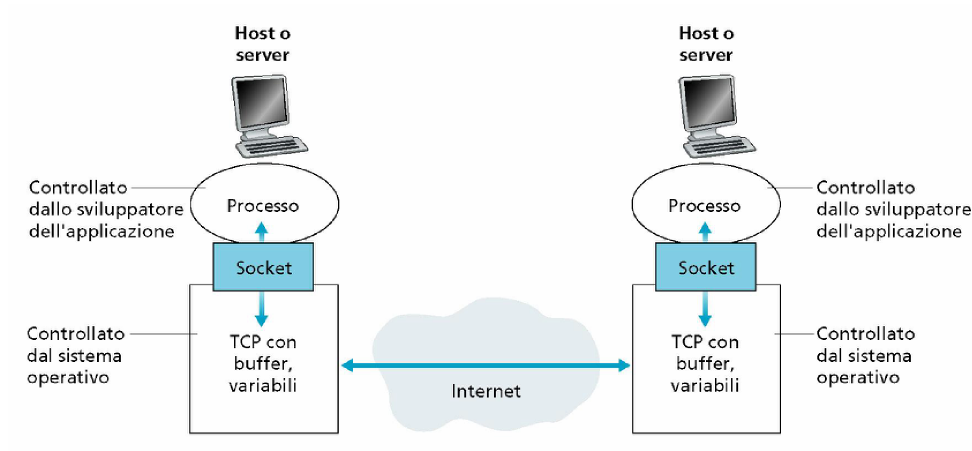 Host o
server
Host o
server
Controllato
dallo sviluppatore
dell'applicazione
Processo
Processo
Controllato
dallo sviluppatore
dell'applicazione
Socket
Socket
Controllato
dal sistema
operativo
TCP con
buffer,
variabili
Internet
TCP con
buffer,
variabili
Controllato
dal sistema
operativo